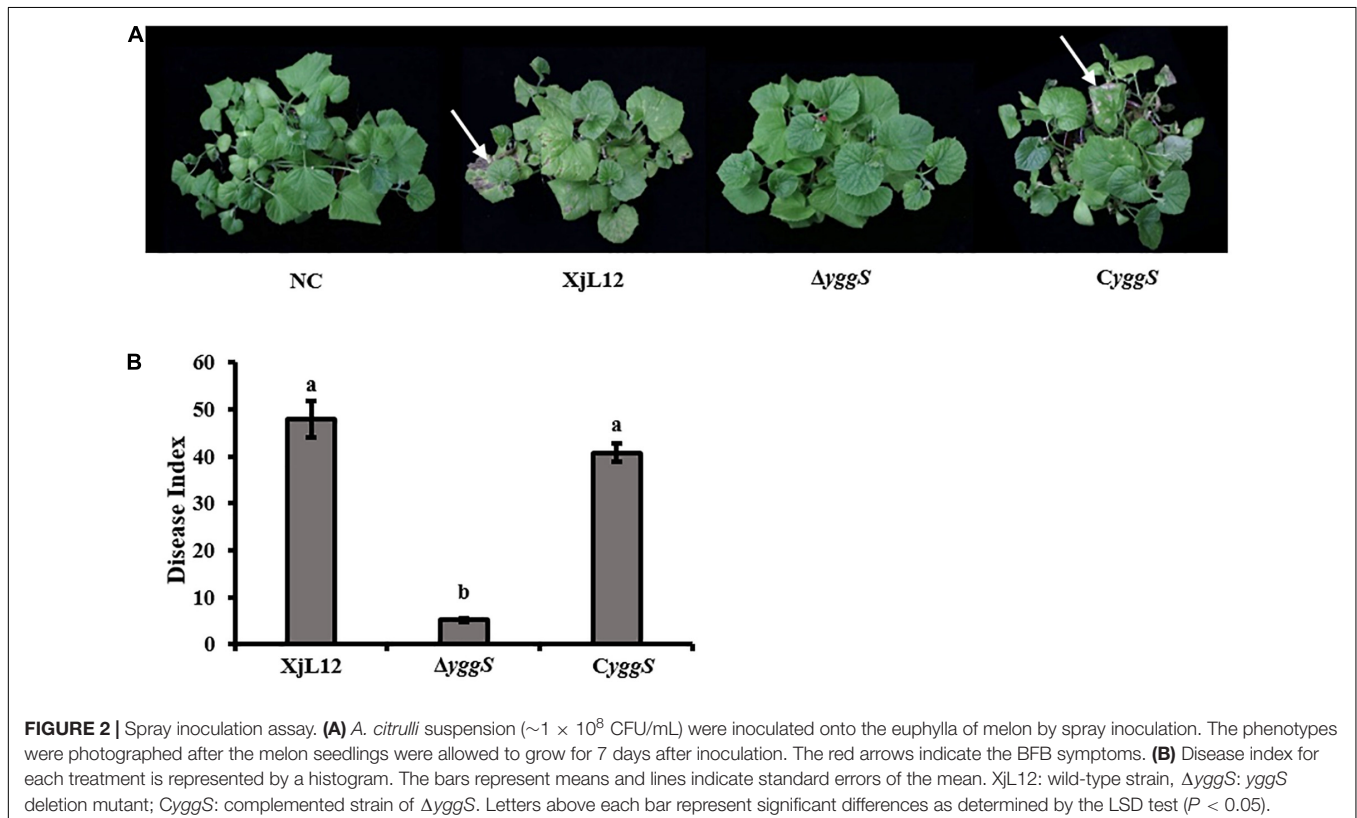 A
NC XjL12 ΔyggS CyggS
B
60
50
40
30
20
10
0
Disease Index
a
b
a
XjL12 ΔyggS CyggS
FIGURE 2 | Spray inoculation assay. (A) A. citrulli suspension (∼1 × 10⁸ CFU/mL) were inoculated onto the euphylla of melon by spray inoculation. The phenotypes
were photographed after the melon seedlings were allowed to grow for 7 days after inoculation. The red arrows indicate the BFB symptoms. (B) Disease index for
each treatment is represented by a histogram. The bars represent means and lines indicate standard errors of the mean. XjL12: wild-type strain, ΔyggS: yggS
deletion mutant; CyggS: complemented strain of ΔyggS. Letters above each bar represent significant differences as determined by the LSD test (P < 0.05).